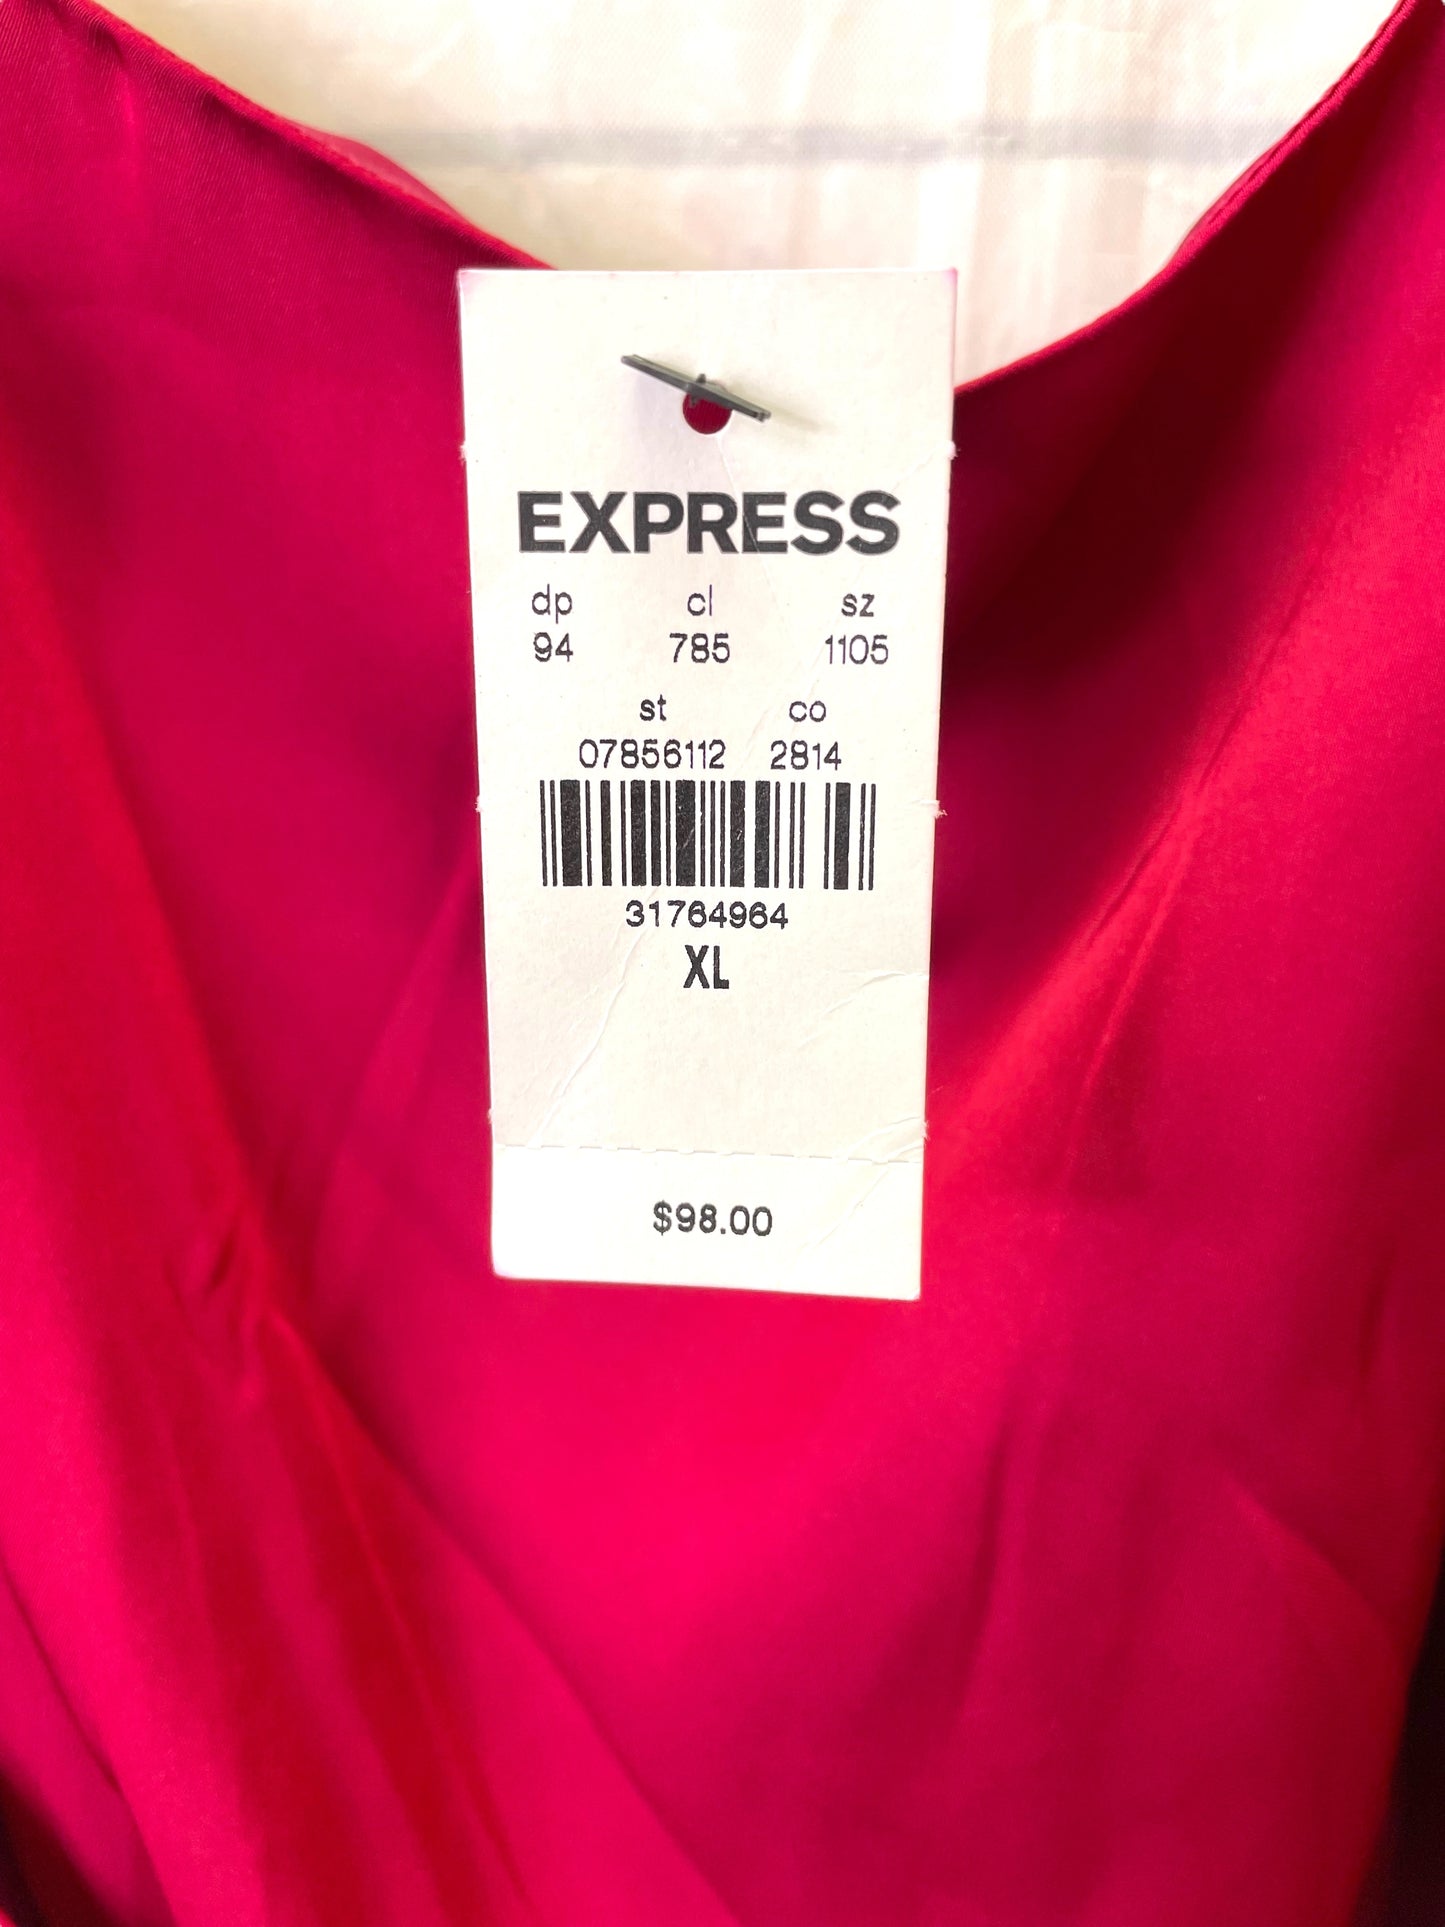 EXPRESS
dp cl sz
94 785 1105
st co
07856112 2814
31764964
XL
$98.00